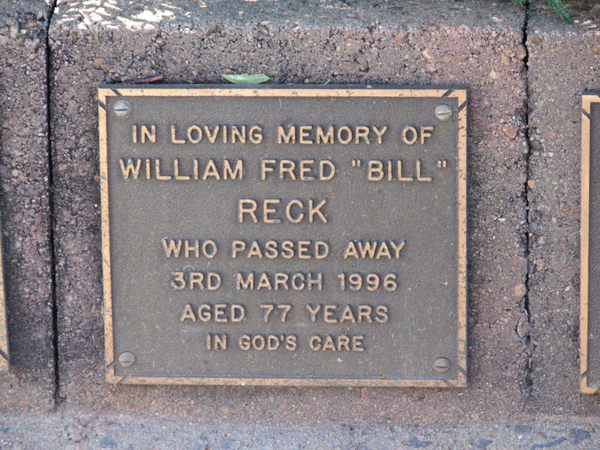 IN LOVING MEMORY OF
WILLIAM FRED "BILL"
RECK
WHO PASSED AWAY
3RD MARCH 1996
AGED 77 YEARS
IN GOD'S CARE